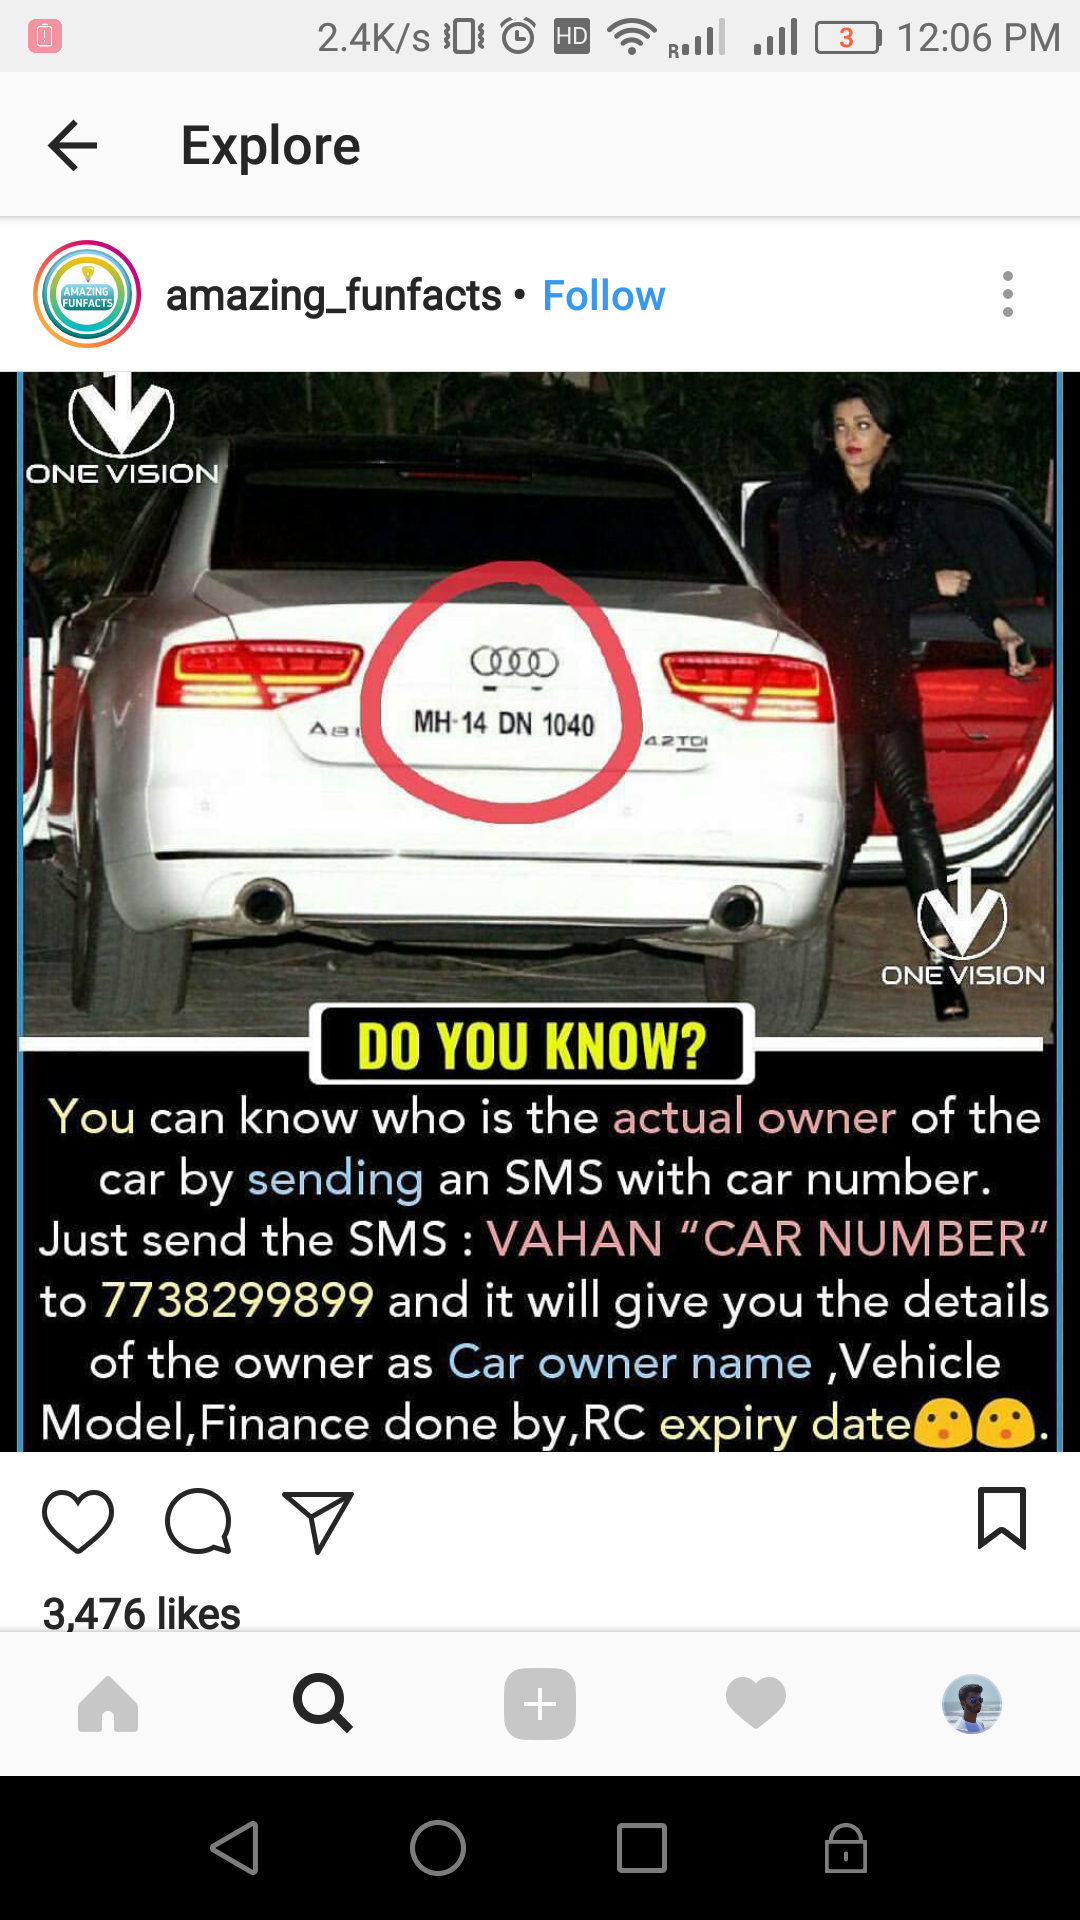 2.4K/s HD R 3 12:06 PM
Explore
AMAZING
FUNFACTS
amazing_funfacts • Follow
1
ONE VISION
MH-14 DN 1040
A8L
4.2TDI
1
ONE VISION
DO YOU KNOW?
You can know who is the actual owner of the
car by sending an SMS with car number.
Just send the SMS : VAHAN “CAR NUMBER”
to 7738299899 and it will give you the details
of the owner as Car owner name ,Vehicle
Model,Finance done by,RC expiry date😯😯.
3,476 likes